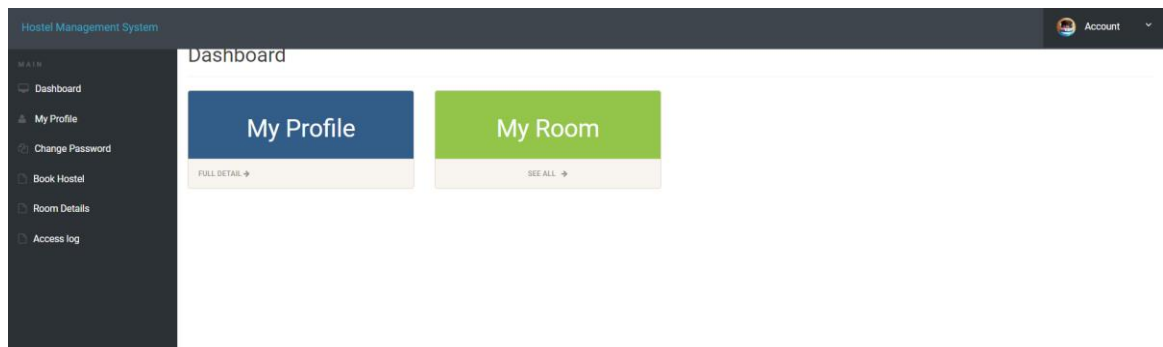 Hostel Management System
Account
MAIN
Dashboard
My Profile
Change Password
Book Hostel
Room Details
Access log
Dashboard
My Profile
FULL DETAIL
My Room
SEE ALL